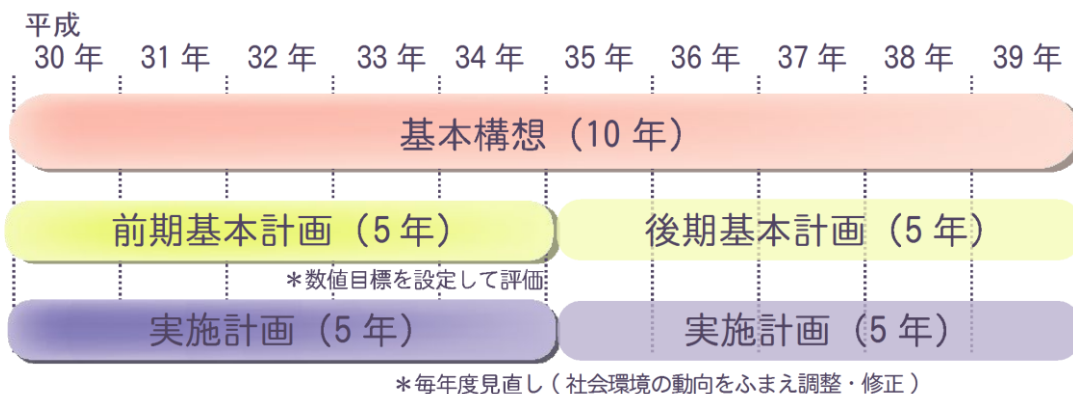 平成
30 年 31 年 32 年 33 年 34 年 35 年 36 年 37 年 38 年 39 年
基本構想（10 年）
前期基本計画（5 年） 後期基本計画（5 年）
＊数値目標を設定して評価
実施計画（5 年） 実施計画（5 年）
＊毎年度見直し ( 社会環境の動向をふまえ調整・修正 )